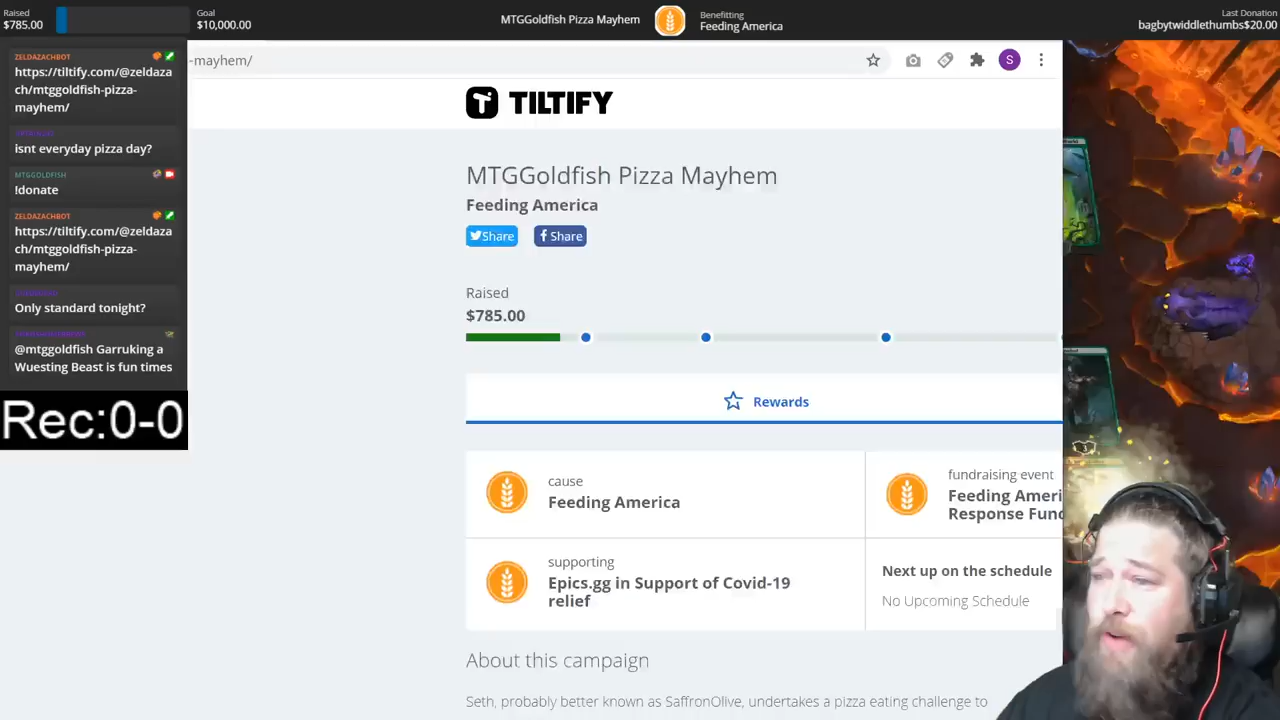 Raised
$785.00
Goal
$10,000.00
MTGGoldfish Pizza Mayhem
Benefitting
Feeding America
Last Donation
bagbytwiddlethumbs$20.00
ZELDAZACHBOT
https://tiltify.com/@zeldaza
ch/mtggoldfish-pizza-
mayhem/
isnt everyday pizza day?
MTGGOLDFISH
!donate
ZELDAZACHBOT
https://tiltify.com/@zeldaza
ch/mtggoldfish-pizza-
mayhem/
Only standard tonight?
@mtggoldfish Garruking a
Wuesting Beast is fun times
Rec:0-0
-mayhem/
S
TILTIFY
MTGGoldfish Pizza Mayhem
Feeding America
Share
Share
Raised
$785.00
Rewards
cause
Feeding America
fundraising event
Feeding Ameri
Response Fund
supporting
Epics.gg in Support of Covid-19
relief
Next up on the schedule
No Upcoming Schedule
About this campaign
Seth, probably better known as SaffronOlive, undertakes a pizza eating challenge to